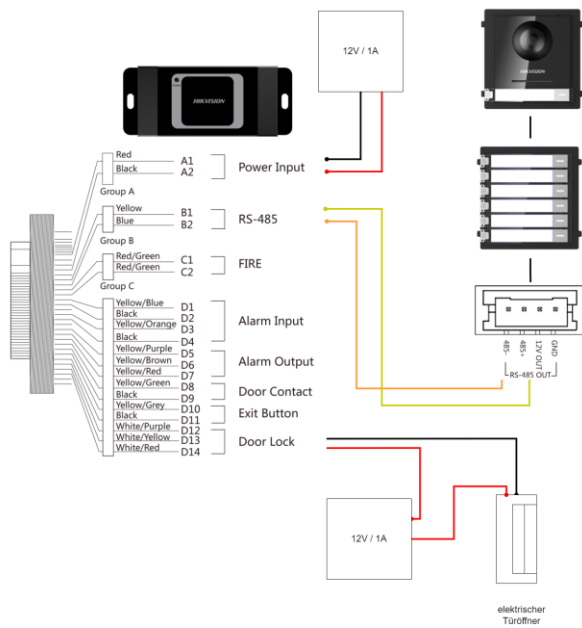 12V / 1A
HIKVISION
HIKVISION
Red
A1
Black
A2
Power Input
Group A
Yellow
B1
Blue
B2
RS-485
Group B
Red/Green
C1
Red/Green
C2
FIRE
Group C
Yellow/Blue
D1
Black
D2
Yellow/Orange
D3
Black
D4
Alarm Input
Yellow/Purple
D5
Yellow/Brown
D6
Yellow/Red
D7
Alarm Output
Yellow/Green
D8
Black
D9
Door Contact
Yellow/Grey
D10
Black
D11
Exit Button
White/Purple
D12
White/Yellow
D13
White/Red
D14
Door Lock
485-
485+
12V OUT
GND
RS-485 OUT
12V / 1A
elektrischer
Türöffner